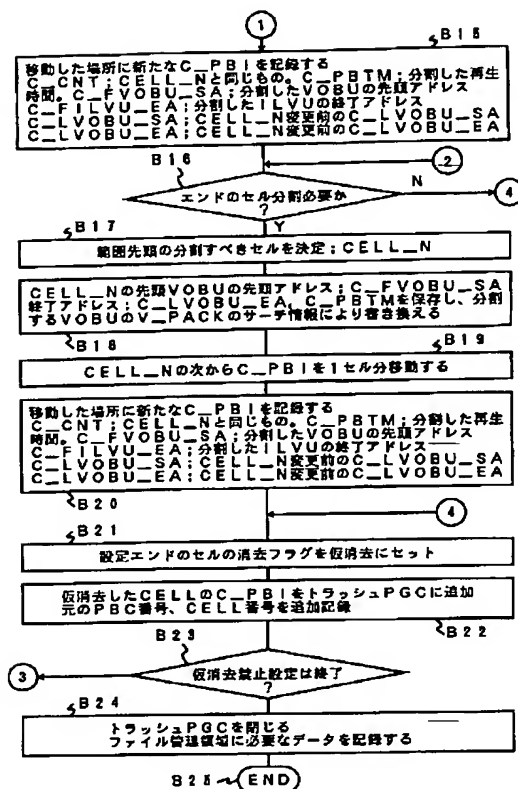 ①
B15
移動した場所に新たなC_PBIを記録する
C_CNT;CELL_Nと同じもの。C_PBTM;分割した再生
時間。C_FVOBU_SA;分割したVOBUの先頭アドレス
C_FILVU_EA;分割したILVUの終了アドレス
C_LVOBU_SA;CELL_N変更前のC_LVOBU_SA
C_LVOBU_EA;CELL_N変更前のC_LVOBU_EA
②
B16
エンドのセル分割必要か
?
N
④
Y
B17
範囲先頭の分割すべきセルを決定;CELL_N
CELL_Nの先頭VOBUの先頭アドレス;C_FVOBU_SA
終了アドレス;C_LVOBU_EA、C_PBTMを保存し、分割
するVOBUのV_PACKのサーチ情報により書き換える
B18
B19
CELL_Nの次からC_PBIを1セル分移動する
移動した場所に新たなC_PBIを記録する
C_CNT;CELL_Nと同じもの。C_PBTM;分割した再生
時間。C_FVOBU_SA;分割したVOBUの先頭アドレス
C_FILVU_EA;分割したILVUの終了アドレス
C_LVOBU_SA;CELL_N変更前のC_LVOBU_SA
C_LVOBU_EA;CELL_N変更前のC_LVOBU_EA
B20
④
B21
設定エンドのセルの消去フラグを仮消去にセット
仮消去したCELLのC_PBIをトラッシュPGCに追加
元のPBC番号、CELL番号を追加記録
B22
B23
③
仮消去禁止設定は終了
?
B24
トラッシュPGCを閉じる
ファイル管理領域に必要なデータを記録する
B25
END